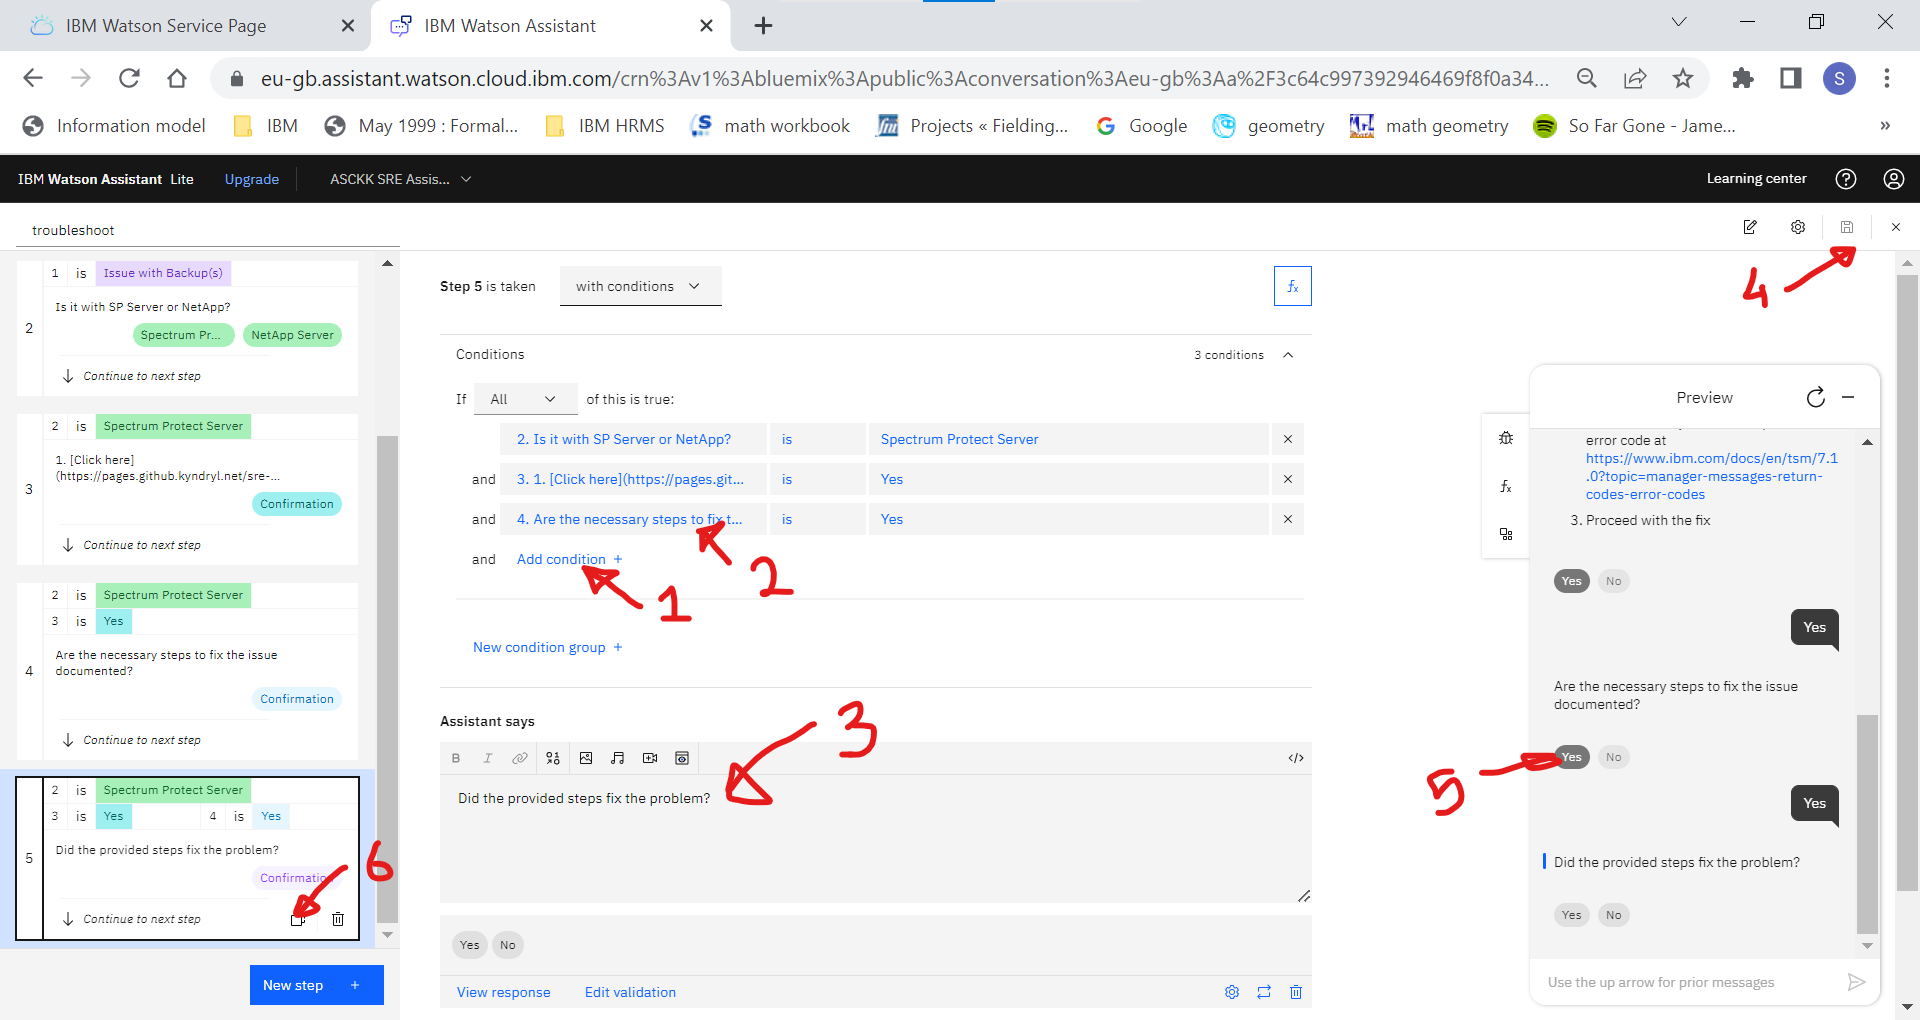 IBM Watson Service Page
IBM Watson Assistant
eu-gb.assistant.watson.cloud.ibm.com/crn%3Av1%3Abluemix%3Apublic%3Aconversation%3Aeu-gb%3Aa%2F3c64c997392946469f8f0a34...
S
Information model
IBM
May 1999 : Formal...
IBM HRMS
math workbook
Projects « Fielding...
Google
geometry
math geometry
So Far Gone - Jame...
»
IBM Watson Assistant Lite
Upgrade
ASCKK SRE Assis...
Learning center
troubleshoot
4
1 is Issue with Backup(s)
2
Is it with SP Server or NetApp?
Spectrum Pr...
NetApp Server
Continue to next step
2 is Spectrum Protect Server
3
1. [Click here]
(https://pages.github.kyndryl.net/sre-...
Confirmation
Continue to next step
2 is Spectrum Protect Server
3 is Yes
4
Are the necessary steps to fix the issue
documented?
Confirmation
Continue to next step
2 is Spectrum Protect Server
3 is Yes 4 is Yes
5
Did the provided steps fix the problem?
Confirmation
6
Continue to next step
New step +
Step 5 is taken
with conditions
fx
Conditions
3 conditions
If All of this is true:
2. Is it with SP Server or NetApp? is Spectrum Protect Server
and 3. 1. [Click here](https://pages.git... is Yes
and 4. Are the necessary steps to fix t... is Yes
and Add condition +
1
2
New condition group +
Assistant says
3
B I
Did the provided steps fix the problem?
Yes No
View response
Edit validation
fx
Preview
error code at
https://www.ibm.com/docs/en/tsm/7.1
.0?topic=manager-messages-return-
codes-error-codes
3. Proceed with the fix
Yes No
Yes
Are the necessary steps to fix the issue
documented?
5
Yes No
Yes
Did the provided steps fix the problem?
Yes No
Use the up arrow for prior messages